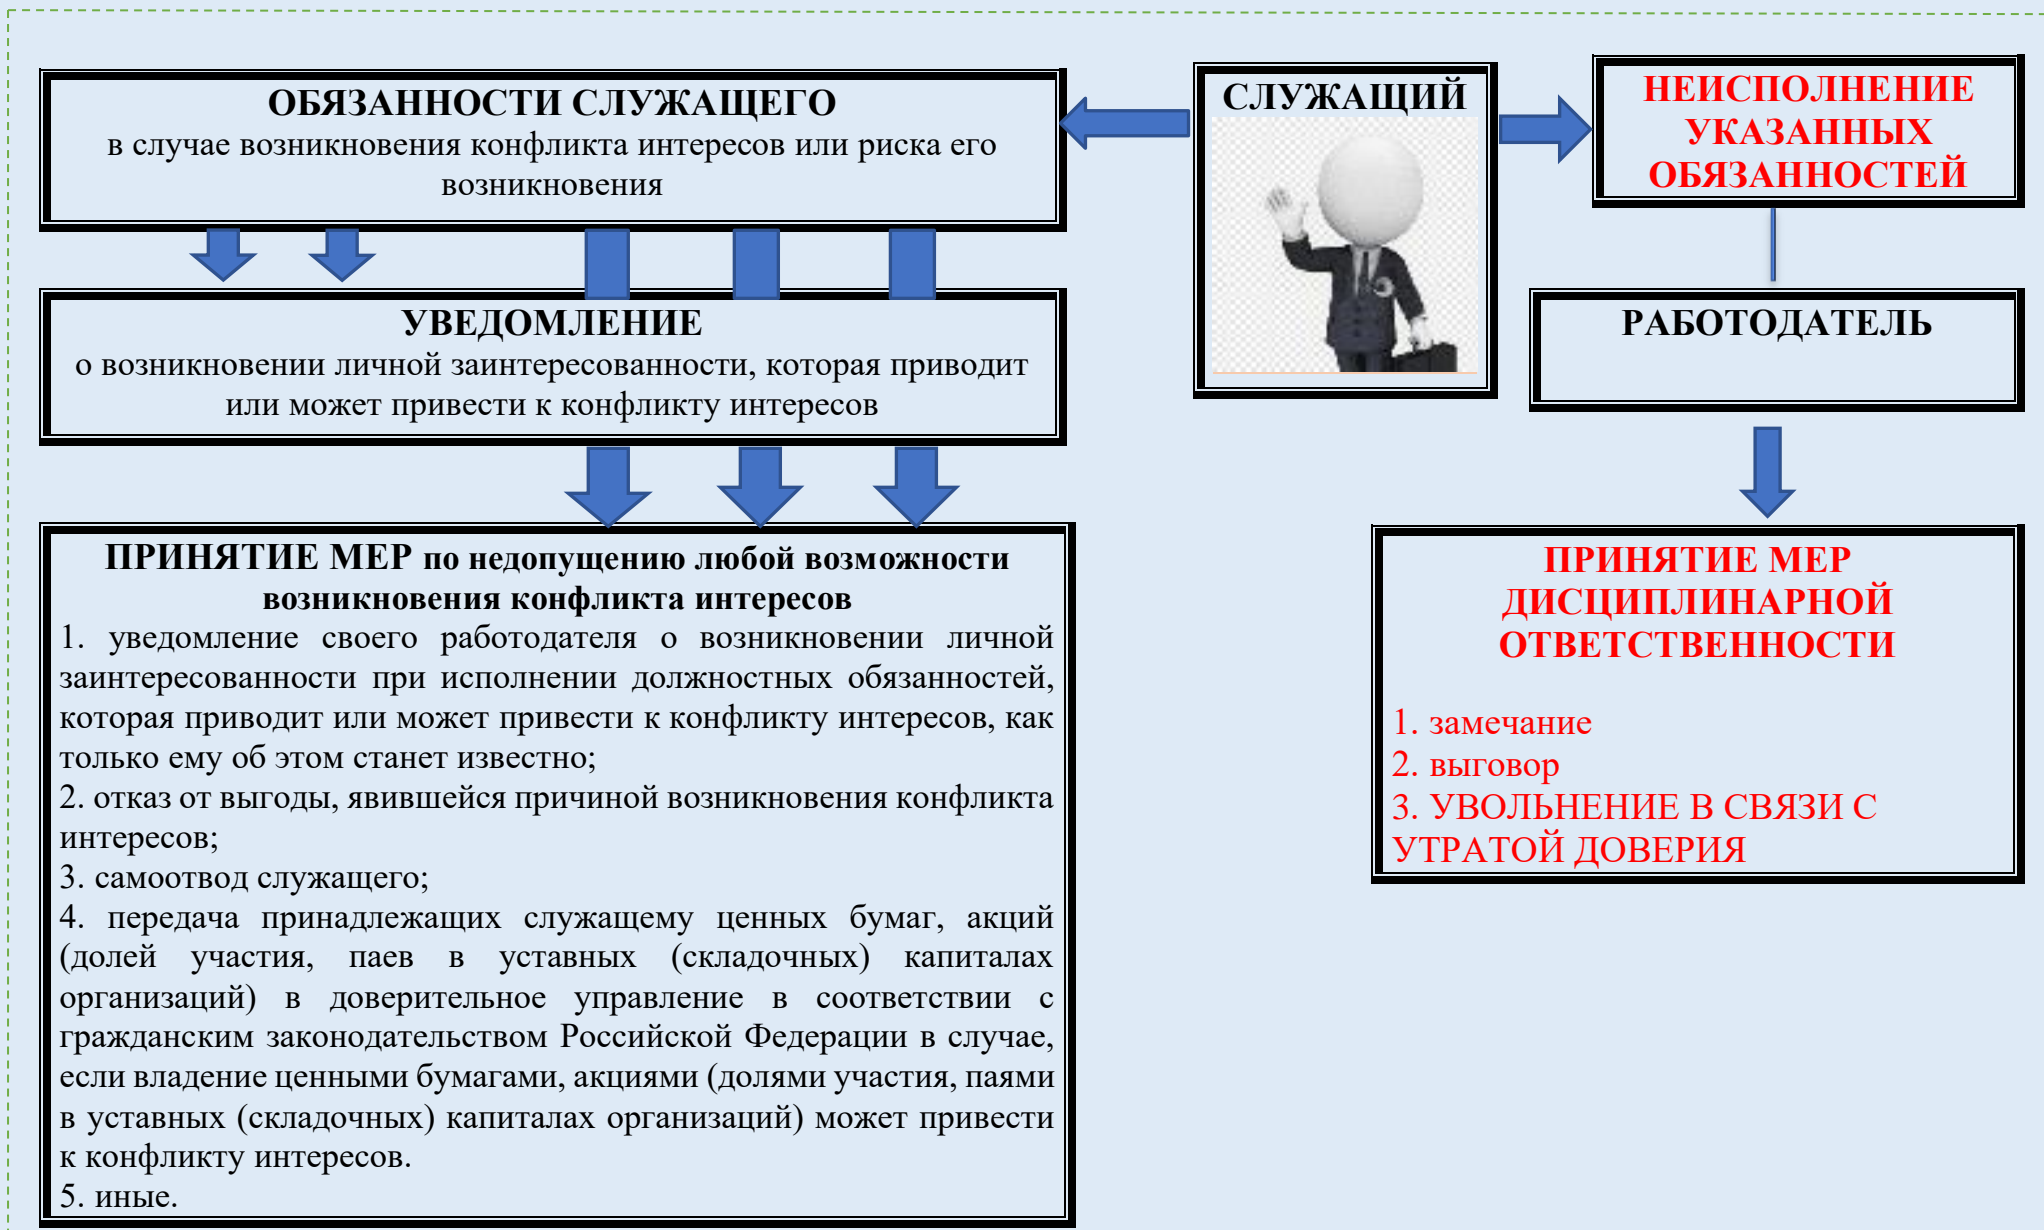 ОБЯЗАННОСТИ СЛУЖАЩЕГО
в случае возникновения конфликта интересов или риска его
возникновения
УВЕДОМЛЕНИЕ
о возникновении личной заинтересованности, которая приводит
или может привести к конфликту интересов
ПРИНЯТИЕ МЕР по недопущению любой возможности
возникновения конфликта интересов
1. уведомление своего работодателя о возникновении личной
заинтересованности при исполнении должностных обязанностей,
которая приводит или может привести к конфликту интересов, как
только ему об этом станет известно;
2. отказ от выгоды, явившейся причиной возникновения конфликта
интересов;
3. самоотвод служащего;
4. передача принадлежащих служащему ценных бумаг, акций
(долей участия, паев в уставных (складочных) капиталах
организаций) в доверительное управление в соответствии с
гражданским законодательством Российской Федерации в случае,
если владение ценными бумагами, акциями (долями участия, паями
в уставных (складочных) капиталах организаций) может привести
к конфликту интересов.
5. иные.
СЛУЖАЩИЙ
НЕИСПОЛНЕНИЕ
УКАЗАННЫХ
ОБЯЗАННОСТЕЙ
РАБОТОДАТЕЛЬ
ПРИНЯТИЕ МЕР
ДИСЦИПЛИНАРНОЙ
ОТВЕТСТВЕННОСТИ
1. замечание
2. выговор
3. УВОЛЬНЕНИЕ В СВЯЗИ С
УТРАТОЙ ДОВЕРИЯ